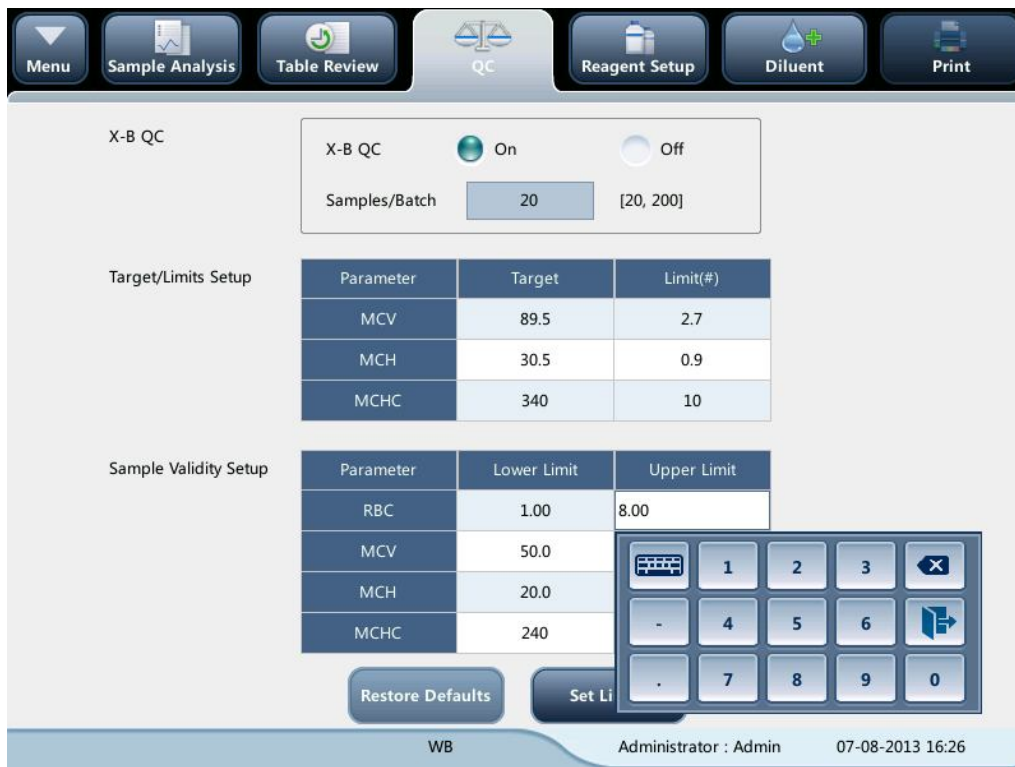 Menu Sample Analysis Table Review QC Reagent Setup Diluent Print
X-B QC
X-B QC On Off
Samples/Batch 20 [20, 200]
Target/Limits Setup
Parameter Target Limit(#)
MCV 89.5 2.7
MCH 30.5 0.9
MCHC 340 10
Sample Validity Setup
Parameter Lower Limit Upper Limit
RBC 1.00 8.00
MCV 50.0
MCH 20.0
MCHC 240
1 2 3
- 4 5 6
. 7 8 9 0
Restore Defaults Set Li
WB Administrator : Admin 07-08-2013 16:26